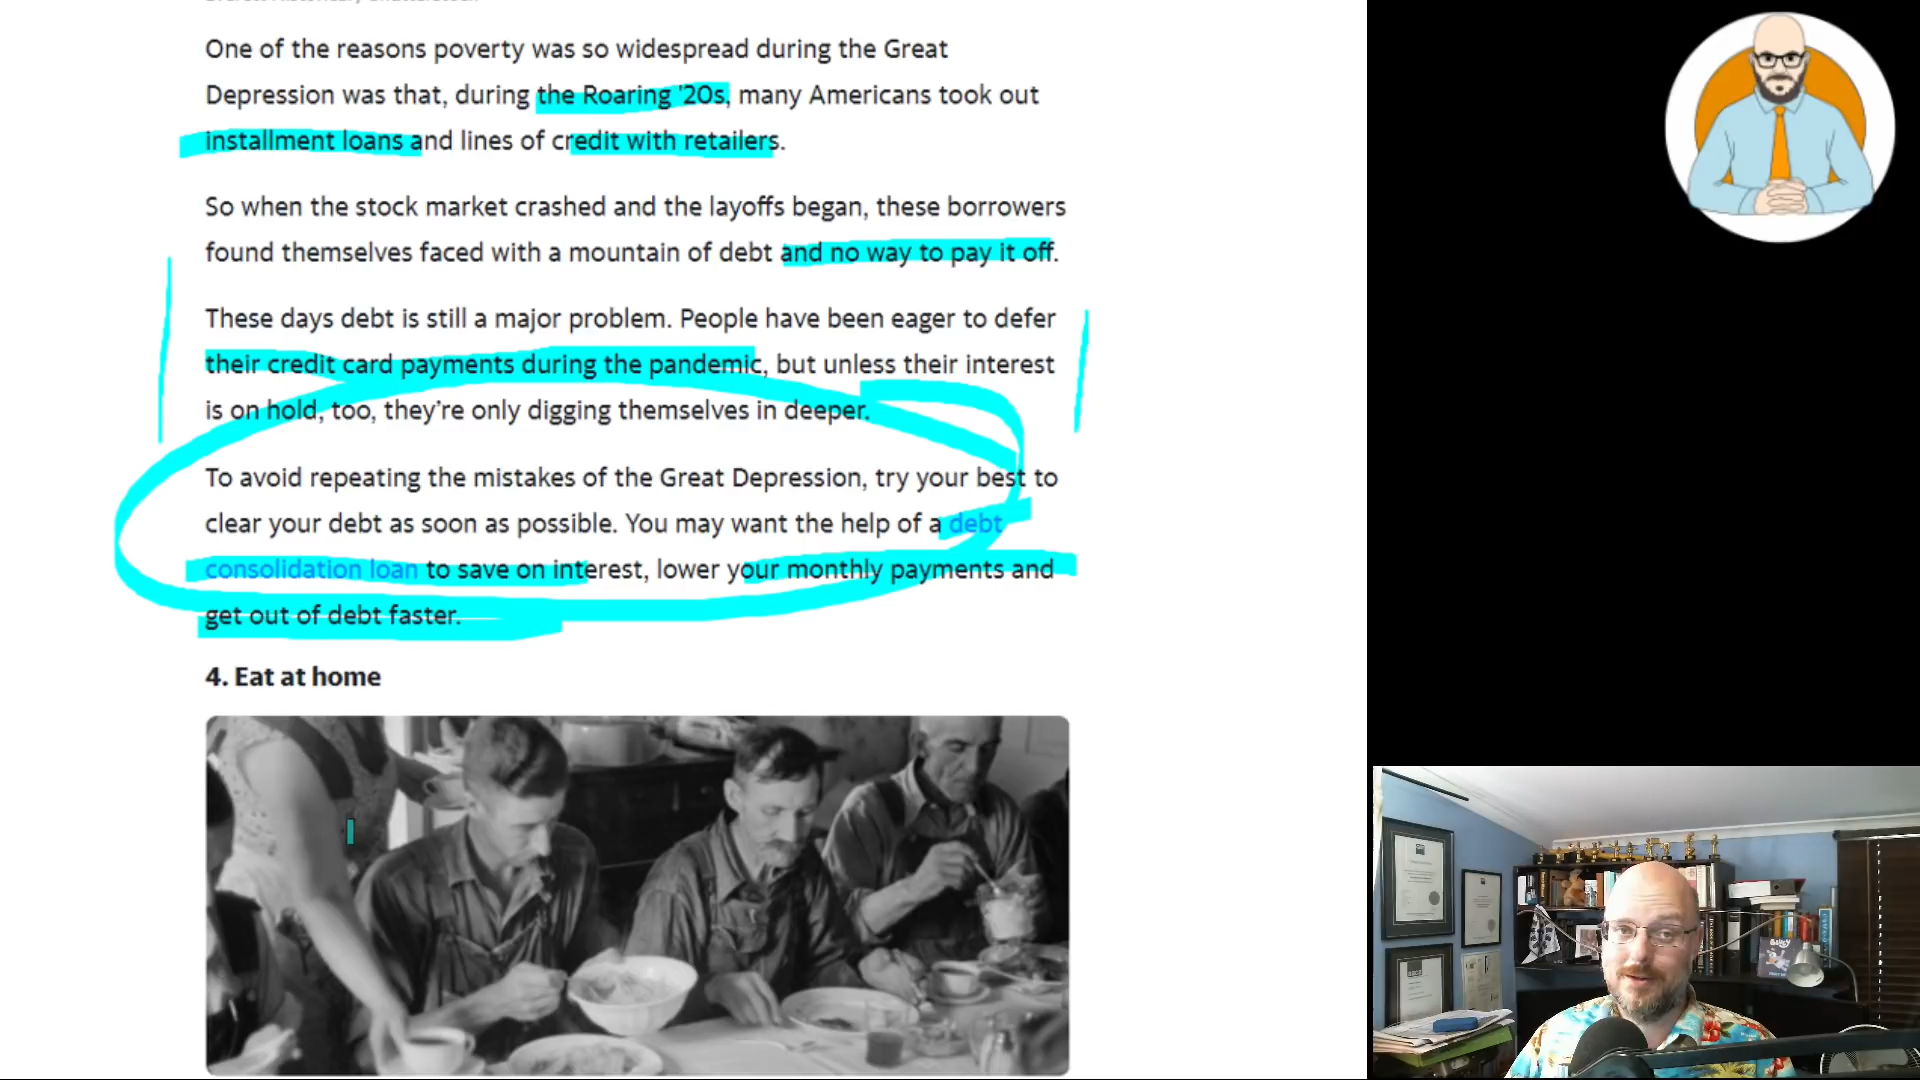 One of the reasons poverty was so widespread during the Great
Depression was that, during the Roaring '20s, many Americans took out
installment loans and lines of credit with retailers.
So when the stock market crashed and the layoffs began, these borrowers
found themselves faced with a mountain of debt and no way to pay it off.
These days debt is still a major problem. People have been eager to defer
their credit card payments during the pandemic, but unless their interest
is on hold, too, they’re only digging themselves in deeper.
To avoid repeating the mistakes of the Great Depression, try your best to
clear your debt as soon as possible. You may want the help of a debt
consolidation loan to save on interest, lower your monthly payments and
get out of debt faster.
4. Eat at home